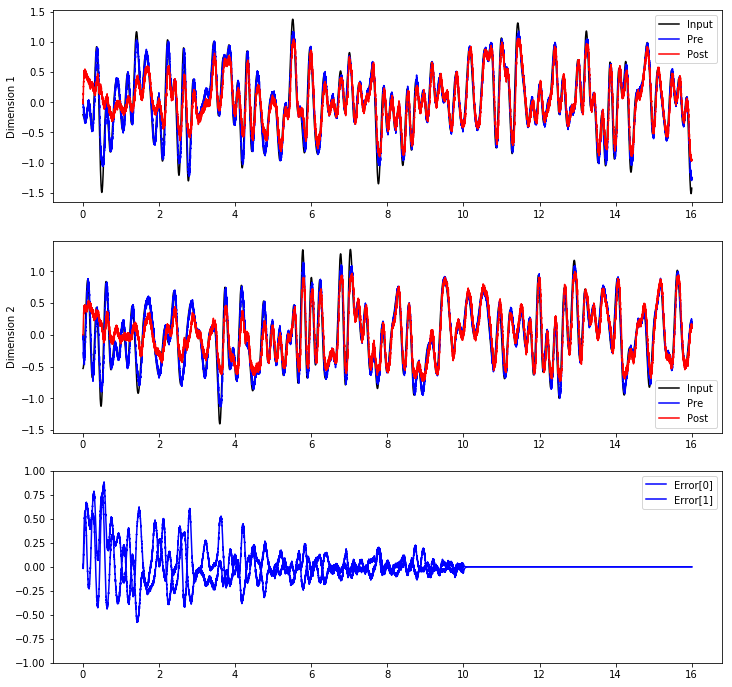 1.5
1.0
0.5
0.0
−0.5
−1.0
−1.5
Dimension 1
Input
Pre
Post
0 2 4 6 8 10 12 14 16
1.0
0.5
0.0
−0.5
−1.0
−1.5
Dimension 2
Input
Pre
Post
0 2 4 6 8 10 12 14 16
1.00
0.75
0.50
0.25
0.00
−0.25
−0.50
−0.75
−1.00
Error[0]
Error[1]
0 2 4 6 8 10 12 14 16